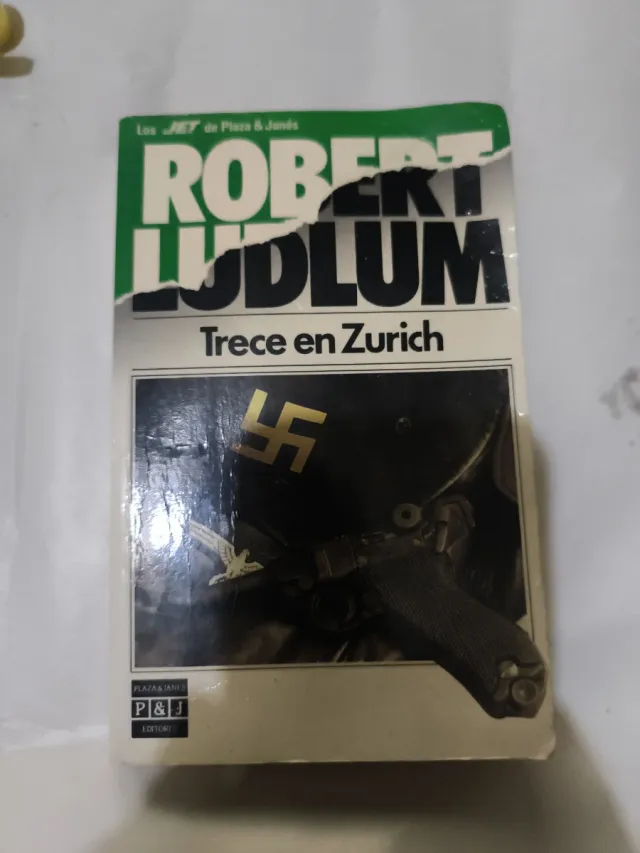 Los JET de Plaza & Janés
ROBERT
LUDLUM
Trece en Zurich
PLAZA & JANES
P & J
EDITORES